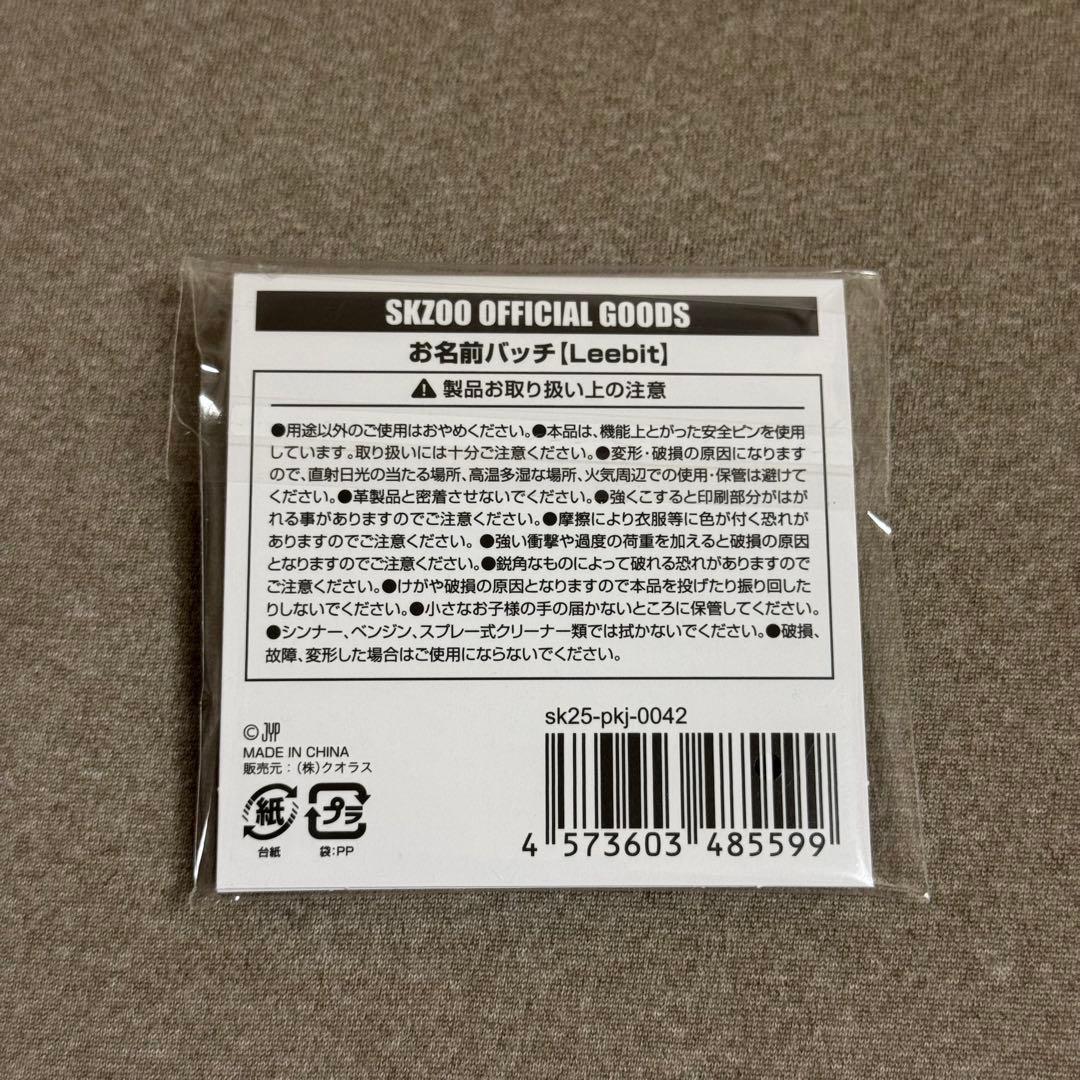 SKZOO OFFICIAL GOODS
お名前バッチ【Leebit】
製品お取り扱い上の注意
●用途以外のご使用はおやめください。●本品は、機能上とがった安全ピンを使用
しています。取り扱いには十分ご注意ください。●変形・破損の原因になります
ので、直射日光の当たる場所、高温多湿な場所、火気周辺での使用・保管は避けて
ください。●革製品と密着させないでください。●強くこすると印刷部分がはが
れる事がありますのでご注意ください。●摩擦により衣服等に色が付く恐れが
ありますのでご注意ください。●強い衝撃や過度の荷重を加えると破損の原因
となりますのでご注意ください。●鋭角なものによって破れる恐れがありますので
ご注意ください。●けがや破損の原因となりますので本品を投げたり振り回した
りしないでください。●小さなお子様の手の届かないところに保管してください。
●シンナー、ベンジン、スプレー式クリーナー類では拭かないでください。●破損、
故障、変形した場合はご使用にならないでください。
© JYP
MADE IN CHINA
販売元：(株)クオラス
紙 プラ
台紙 袋:PP
sk25-pkj-0042
4 573603 485599